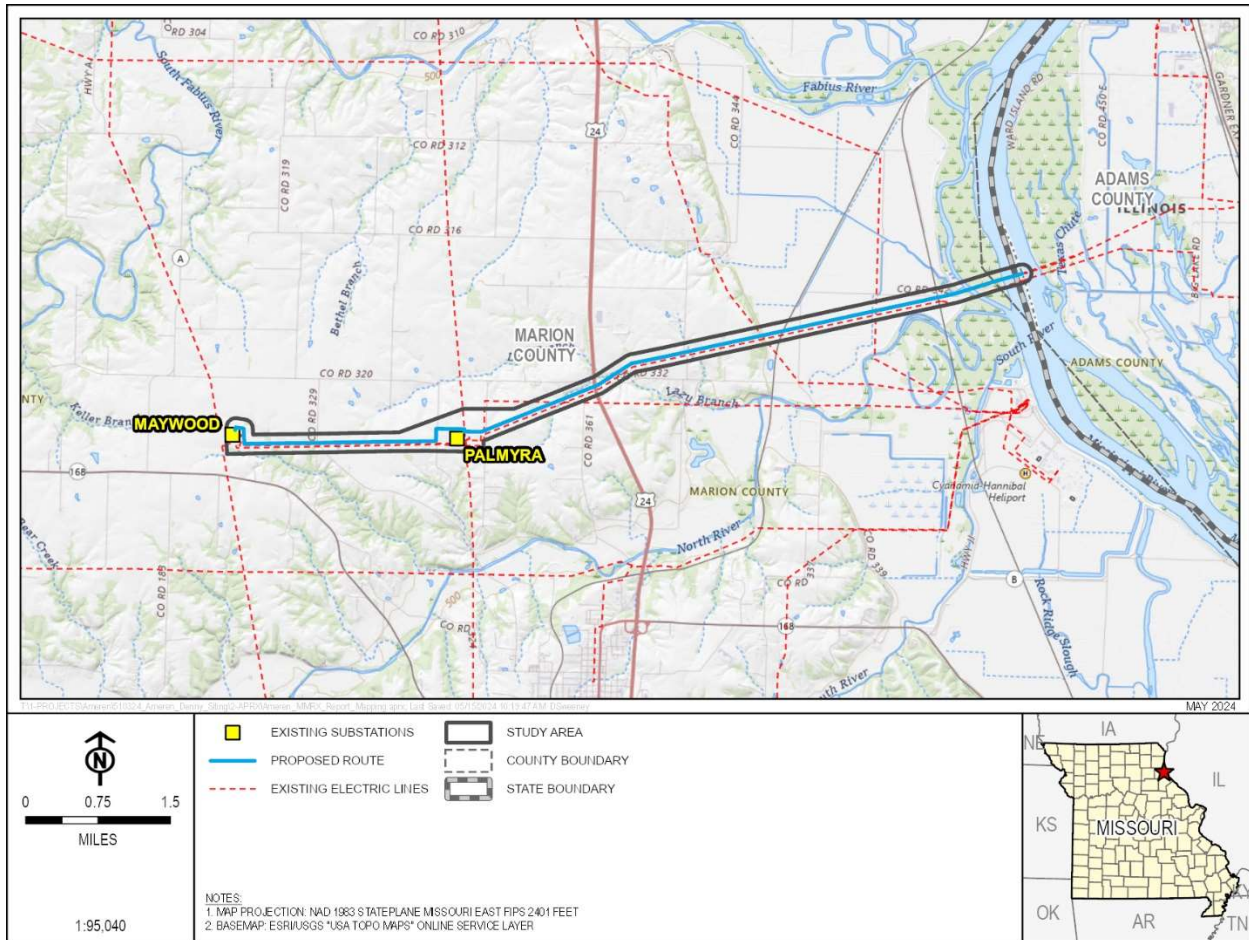 CO RD 304
CO RD 310
HWY A
South Fabius River
500
CO RD 319
CO RD 312
24
CO RD 344
Fabius River
WARD ISLAND RD
CO RD 450 E
ADAMS
COUNTY
ILLINOIS
Texas Chute
CO RD 316
A
Bethel Branch
MARION
COUNTY
South River
ADAMS COUNTY
CO RD 320
CO RD 332
Lazy Branch
CO RD 329
CO RD 361
Keller Branch
MAYWOOD
PALMYRA
168
24
MARION COUNTY
Cyanamid-Hannibal
Heliport
H
North River
Bear Creek
CO RD 339
HWY JJ
B
500
CO RD
168
Rock Ridge Slough
South River
MAY 2024
N
0 0.75 1.5
MILES
1:95,040
EXISTING SUBSTATIONS
PROPOSED ROUTE
EXISTING ELECTRIC LINES
STUDY AREA
COUNTY BOUNDARY
STATE BOUNDARY
NOTES:
1. MAP PROJECTION: NAD 1983 STATEPLANE MISSOURI EAST FIPS 2401 FEET
2. BASEMAP: ESRI/USGS "USA TOPO MAPS" ONLINE SERVICE LAYER
NE
IA
IL
KS
MISSOURI
OK
AR
KY
TN